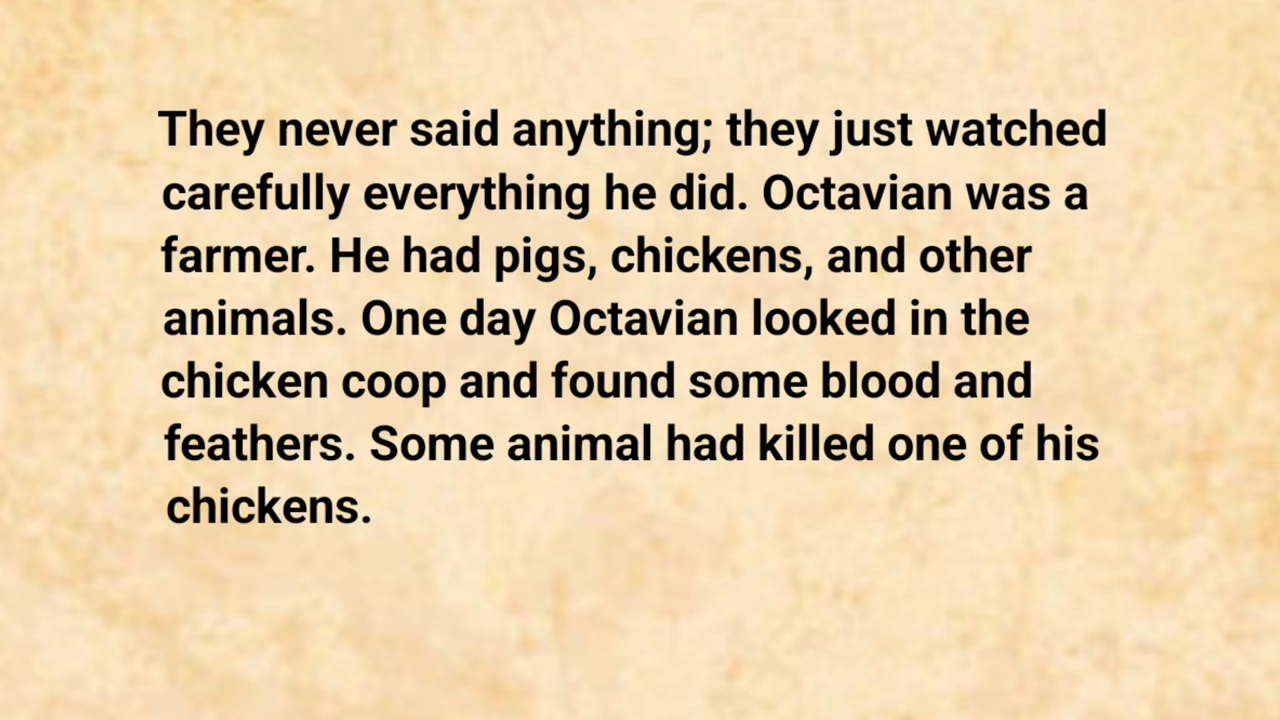 They never said anything; they just watched
carefully everything he did. Octavian was a
farmer. He had pigs, chickens, and other
animals. One day Octavian looked in the
chicken coop and found some blood and
feathers. Some animal had killed one of his
chickens.